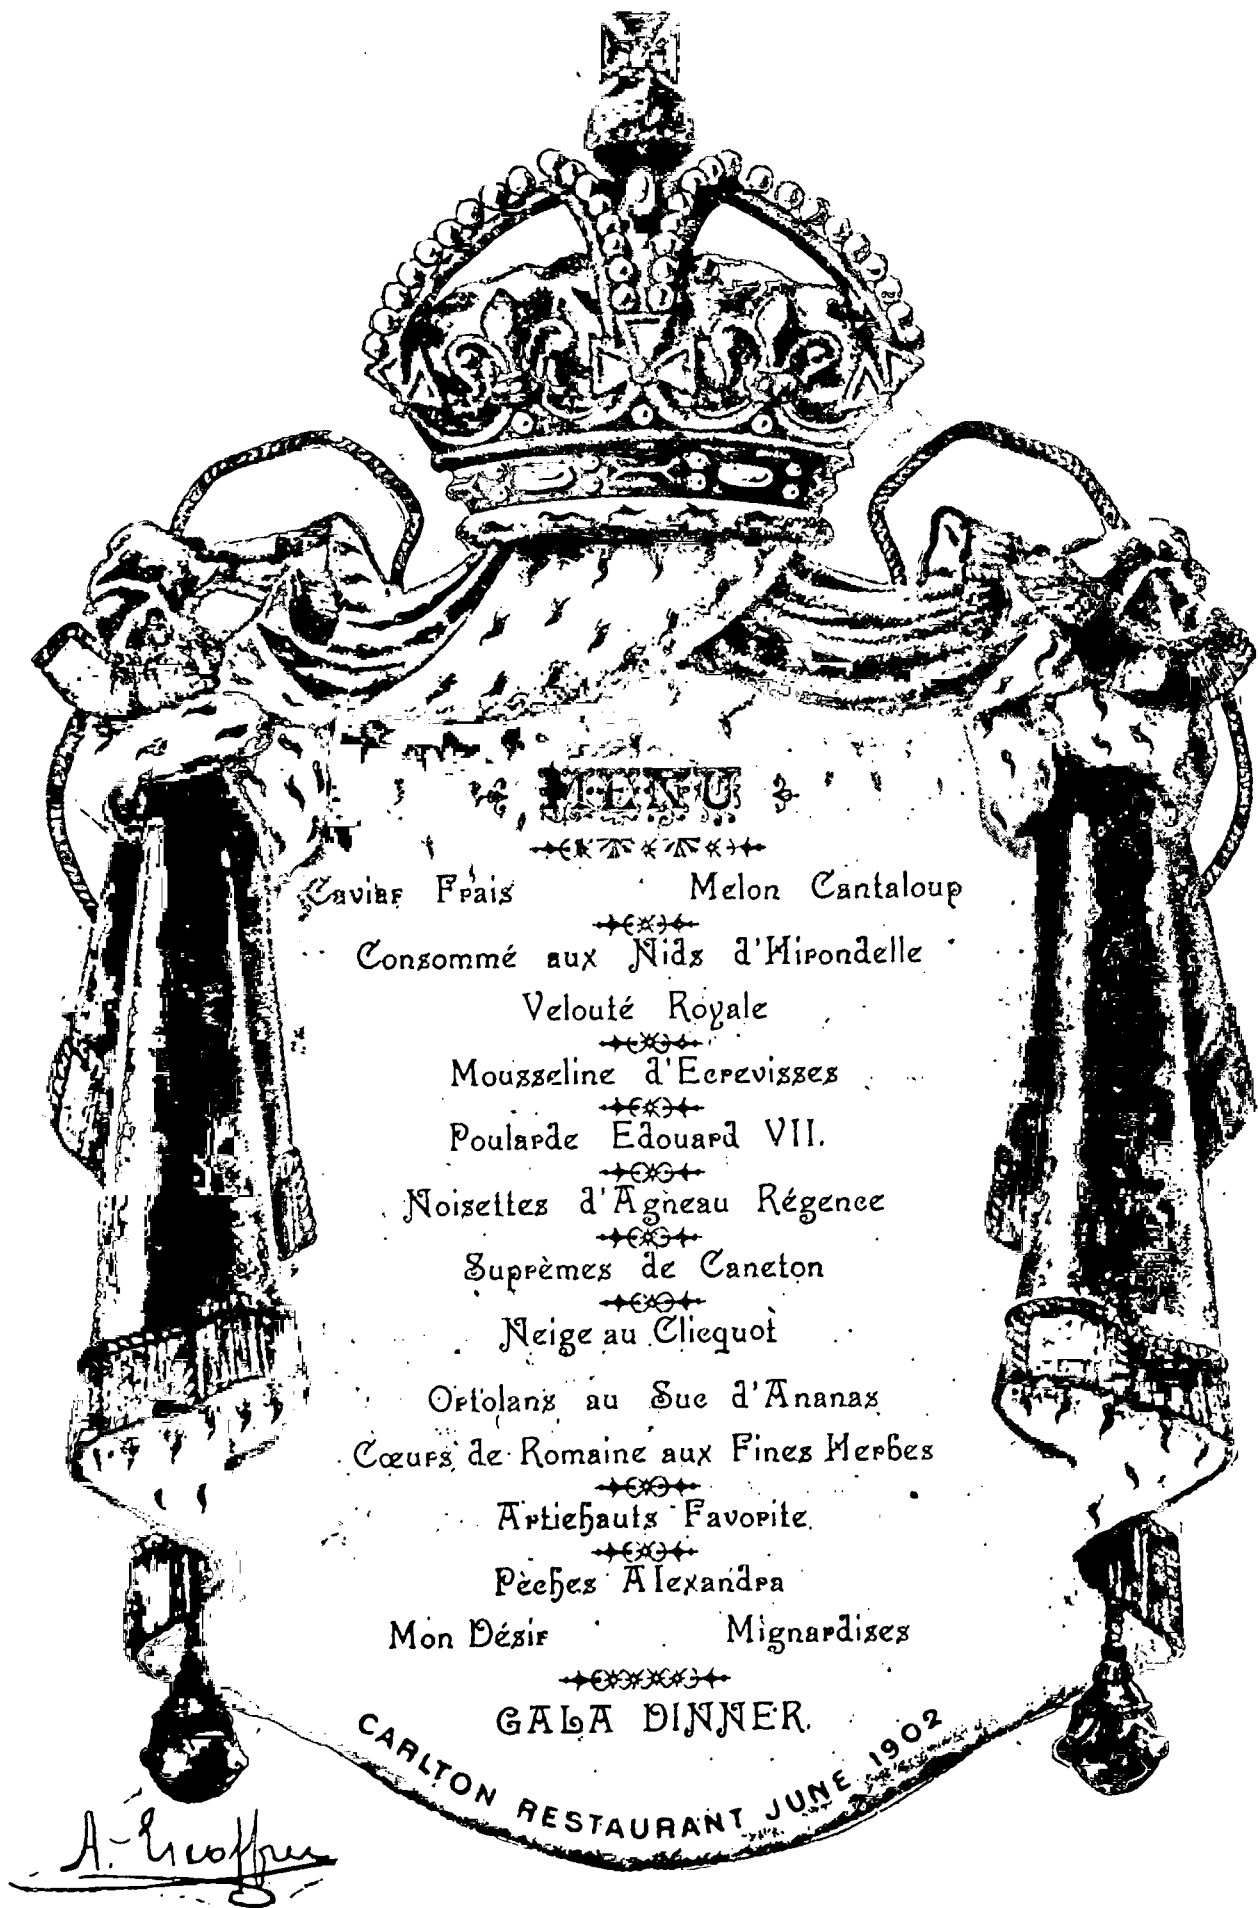 MENU
Caviar Frais Melon Cantaloup
Consommé aux Nids d'Hirondelle
Velouté Royale
Mousseline d'Ecrevisses
Poularde Edouard VII.
Noisettes d'Agneau Régence
Suprèmes de Caneton
Neige au Clicquot
Ortolans au Suc d'Ananas
Cœurs de Romaine aux Fines Herbes
Artichauts Favorite
Pèches Alexandra
Mon Désir Mignardises
GALA DINNER.
CARLTON RESTAURANT JUNE 1902
A. Escoffier